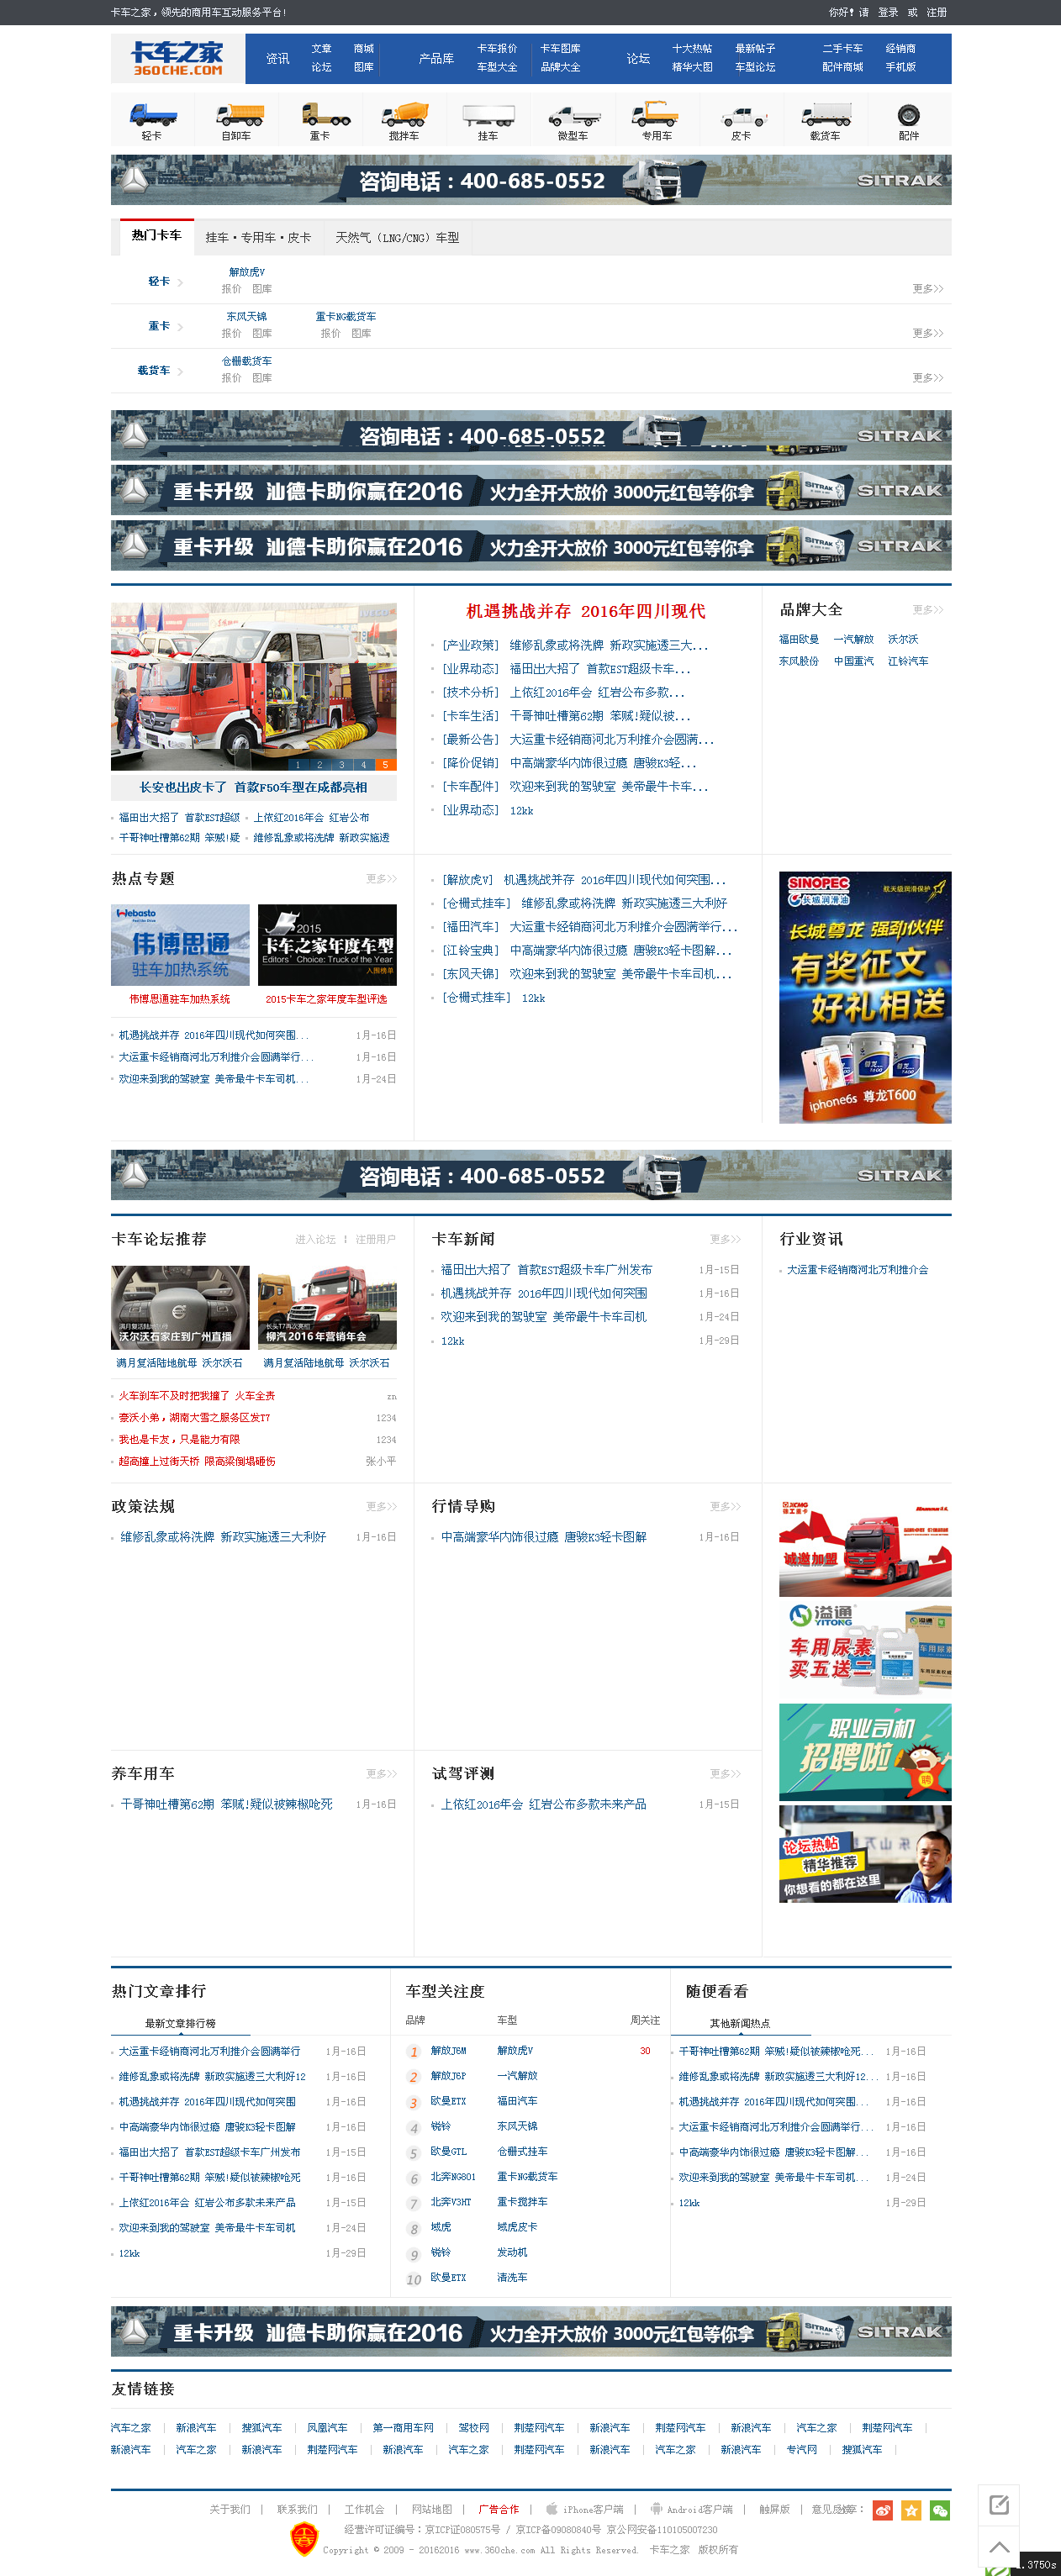 卡车之家，领先的商用车互动服务平台!
你好! 请 登录 或 注册
卡车之家
360CHE.COM
资讯 文章 商城 产品库 卡车报价 卡车图库 论坛 十大热帖 最新帖子 二手卡车 经销商
论坛 图库 车型大全 品牌大全 精华大图 车型论坛 配件商城 手机版
轻卡 自卸车 重卡 搅拌车 挂车 微型车 专用车 皮卡 载货车 配件
咨询电话：400-685-0552 SITRAK
热门卡车 挂车·专用车·皮卡 天然气（LNG/CNG）车型
轻卡 解放虎V
报价 图库 更多>>
重卡 东风天锦 重卡NG载货车
报价 图库 报价 图库 更多>>
载货车 仓栅载货车
报价 图库 更多>>
咨询电话：400-685-0552 SITRAK
重卡升级 汕德卡助你赢在2016 火力全开大放价 3000元红包等你拿 SITRAK
重卡升级 汕德卡助你赢在2016 火力全开大放价 3000元红包等你拿 SITRAK
1 2 3 4 5
长安也出皮卡了 首款F50车型在成都亮相
福田出大招了 首款EST超级 上依红2016年会 红岩公布
干哥神吐槽第62期 笨贼!疑 维修乱象或将洗牌 新政实施透
机遇挑战并存 2016年四川现代
[产业政策] 维修乱象或将洗牌 新政实施透三大...
[业界动态] 福田出大招了 首款EST超级卡车...
[技术分析] 上依红2016年会 红岩公布多款...
[卡车生活] 干哥神吐槽第62期 笨贼!疑似被...
[最新公告] 大运重卡经销商河北万利推介会圆满...
[降价促销] 中高端豪华内饰很过瘾 唐骏K3轻...
[卡车配件] 欢迎来到我的驾驶室 美帝最牛卡车...
[业界动态] 12kk
品牌大全 更多>>
福田欧曼 一汽解放 沃尔沃
东风股份 中国重汽 江铃汽车
热点专题 更多>>
Webasto
伟博思通
驻车加热系统
2015
卡车之家年度车型
Editors' Choice: Truck of the Year
入围榜单
伟博思通驻车加热系统 2015卡车之家年度车型评选
机遇挑战并存 2016年四川现代如何突围... 1月-16日
大运重卡经销商河北万利推介会圆满举行... 1月-16日
欢迎来到我的驾驶室 美帝最牛卡车司机... 1月-24日
[解放虎V] 机遇挑战并存 2016年四川现代如何突围...
[仓栅式挂车] 维修乱象或将洗牌 新政实施透三大利好
[福田汽车] 大运重卡经销商河北万利推介会圆满举行...
[江铃宝典] 中高端豪华内饰很过瘾 唐骏K3轻卡图解...
[东风天锦] 欢迎来到我的驾驶室 美帝最牛卡车司机...
[仓栅式挂车] 12kk
SINOPEC
长城润滑油
航天级润滑保护
长城尊龙 强劲伙伴
有奖征文
好礼相送
尊龙 T600
iphone6s 尊龙T600
咨询电话：400-685-0552 SITRAK
卡车论坛推荐 进入论坛 | 注册用户
满月复活陆地航母
沃尔沃石家庄到广州直播
长头T7再次亮相
柳汽2016年营销年会
满月复活陆地航母 沃尔沃石 满月复活陆地航母 沃尔沃石
火车刹车不及时把我撞了 火车全责 zn
豪沃小弟，湖南大雪之服务区发T7 1234
我也是卡友，只是能力有限 1234
超高撞上过街天桥 限高梁倒塌砸伤 张小平
卡车新闻 更多>>
福田出大招了 首款EST超级卡车广州发布 1月-15日
机遇挑战并存 2016年四川现代如何突围 1月-16日
欢迎来到我的驾驶室 美帝最牛卡车司机 1月-24日
12kk 1月-29日
行业资讯
大运重卡经销商河北万利推介会
政策法规 更多>>
维修乱象或将洗牌 新政实施透三大利好 1月-16日
行情导购 更多>>
中高端豪华内饰很过瘾 唐骏K3轻卡图解 1月-16日
XCMG
徐工重卡
诚邀加盟
溢通
YITONG
车用尿素
买五送二
职业司机
招聘啦
聘
论坛热帖
精华推荐
你想看的都在这里
养车用车 更多>>
干哥神吐槽第62期 笨贼!疑似被辣椒呛死 1月-16日
试驾评测 更多>>
上依红2016年会 红岩公布多款未来产品 1月-15日
热门文章排行
最新文章排行榜
大运重卡经销商河北万利推介会圆满举行 1月-16日
维修乱象或将洗牌 新政实施透三大利好12 1月-16日
机遇挑战并存 2016年四川现代如何突围 1月-16日
中高端豪华内饰很过瘾 唐骏K3轻卡图解 1月-16日
福田出大招了 首款EST超级卡车广州发布 1月-15日
干哥神吐槽第62期 笨贼!疑似被辣椒呛死 1月-16日
上依红2016年会 红岩公布多款未来产品 1月-15日
欢迎来到我的驾驶室 美帝最牛卡车司机 1月-24日
12kk 1月-29日
车型关注度
品牌 车型 周关注
1 解放J6M 解放虎V 30
2 解放J6P 一汽解放
3 欧曼ETX 福田汽车
4 锐铃 东风天锦
5 欧曼GTL 仓栅式挂车
6 北奔NG801 重卡NG载货车
7 北奔V3HT 重卡搅拌车
8 域虎 域虎皮卡
9 锐铃 发动机
10 欧曼ETX 清洗车
随便看看
其他新闻热点
干哥神吐槽第62期 笨贼!疑似被辣椒呛死... 1月-16日
维修乱象或将洗牌 新政实施透三大利好12... 1月-16日
机遇挑战并存 2016年四川现代如何突围... 1月-16日
大运重卡经销商河北万利推介会圆满举行... 1月-16日
中高端豪华内饰很过瘾 唐骏K3轻卡图解... 1月-16日
欢迎来到我的驾驶室 美帝最牛卡车司机... 1月-24日
12kk 1月-29日
重卡升级 汕德卡助你赢在2016 火力全开大放价 3000元红包等你拿 SITRAK
友情链接
汽车之家 | 新浪汽车 | 搜狐汽车 | 凤凰汽车 | 第一商用车网 | 驾校网 | 荆楚网汽车 | 新浪汽车 | 荆楚网汽车 | 新浪汽车 | 汽车之家 | 荆楚网汽车 |
新浪汽车 | 汽车之家 | 新浪汽车 | 荆楚网汽车 | 新浪汽车 | 汽车之家 | 荆楚网汽车 | 新浪汽车 | 汽车之家 | 新浪汽车 | 专汽网 | 搜狐汽车 |
关于我们 | 联系我们 | 工作机会 | 网站地图 | 广告合作 | iPhone客户端 | Android客户端 | 触屏版 | 意见反馈
经营许可证编号：京ICP证080575号 / 京ICP备09080840号 京公网安备110105007230
Copyright © 2009 - 20162016 www.360che.com All Rights Reserved. 卡车之家 版权所有
.3750s